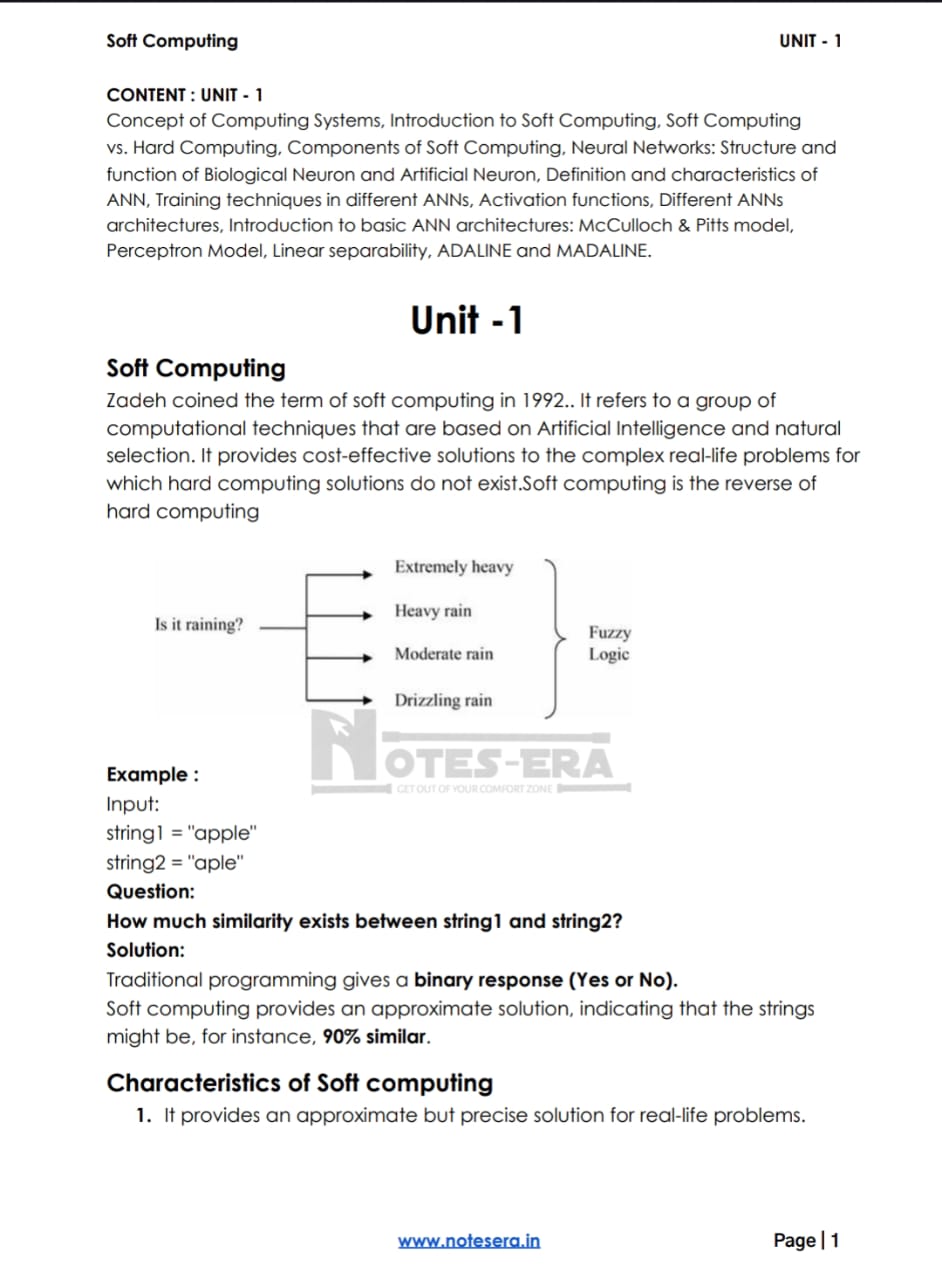 Soft Computing UNIT - 1
CONTENT : UNIT - 1
Concept of Computing Systems, Introduction to Soft Computing, Soft Computing
vs. Hard Computing, Components of Soft Computing, Neural Networks: Structure and
function of Biological Neuron and Artificial Neuron, Definition and characteristics of
ANN, Training techniques in different ANNs, Activation functions, Different ANNs
architectures, Introduction to basic ANN architectures: McCulloch & Pitts model,
Perceptron Model, Linear separability, ADALINE and MADALINE.
Unit -1
Soft Computing
Zadeh coined the term of soft computing in 1992.. It refers to a group of
computational techniques that are based on Artificial Intelligence and natural
selection. It provides cost-effective solutions to the complex real-life problems for
which hard computing solutions do not exist.Soft computing is the reverse of
hard computing
Is it raining?
Extremely heavy
Heavy rain
Moderate rain
Drizzling rain
Fuzzy
Logic
NOTES-ERA
GET OUT OF YOUR COMFORT ZONE
Example :
Input:
string1 = "apple"
string2 = "aple"
Question:
How much similarity exists between string1 and string2?
Solution:
Traditional programming gives a binary response (Yes or No).
Soft computing provides an approximate solution, indicating that the strings
might be, for instance, 90% similar.
Characteristics of Soft computing
1. It provides an approximate but precise solution for real-life problems.
www.notesera.in Page | 1